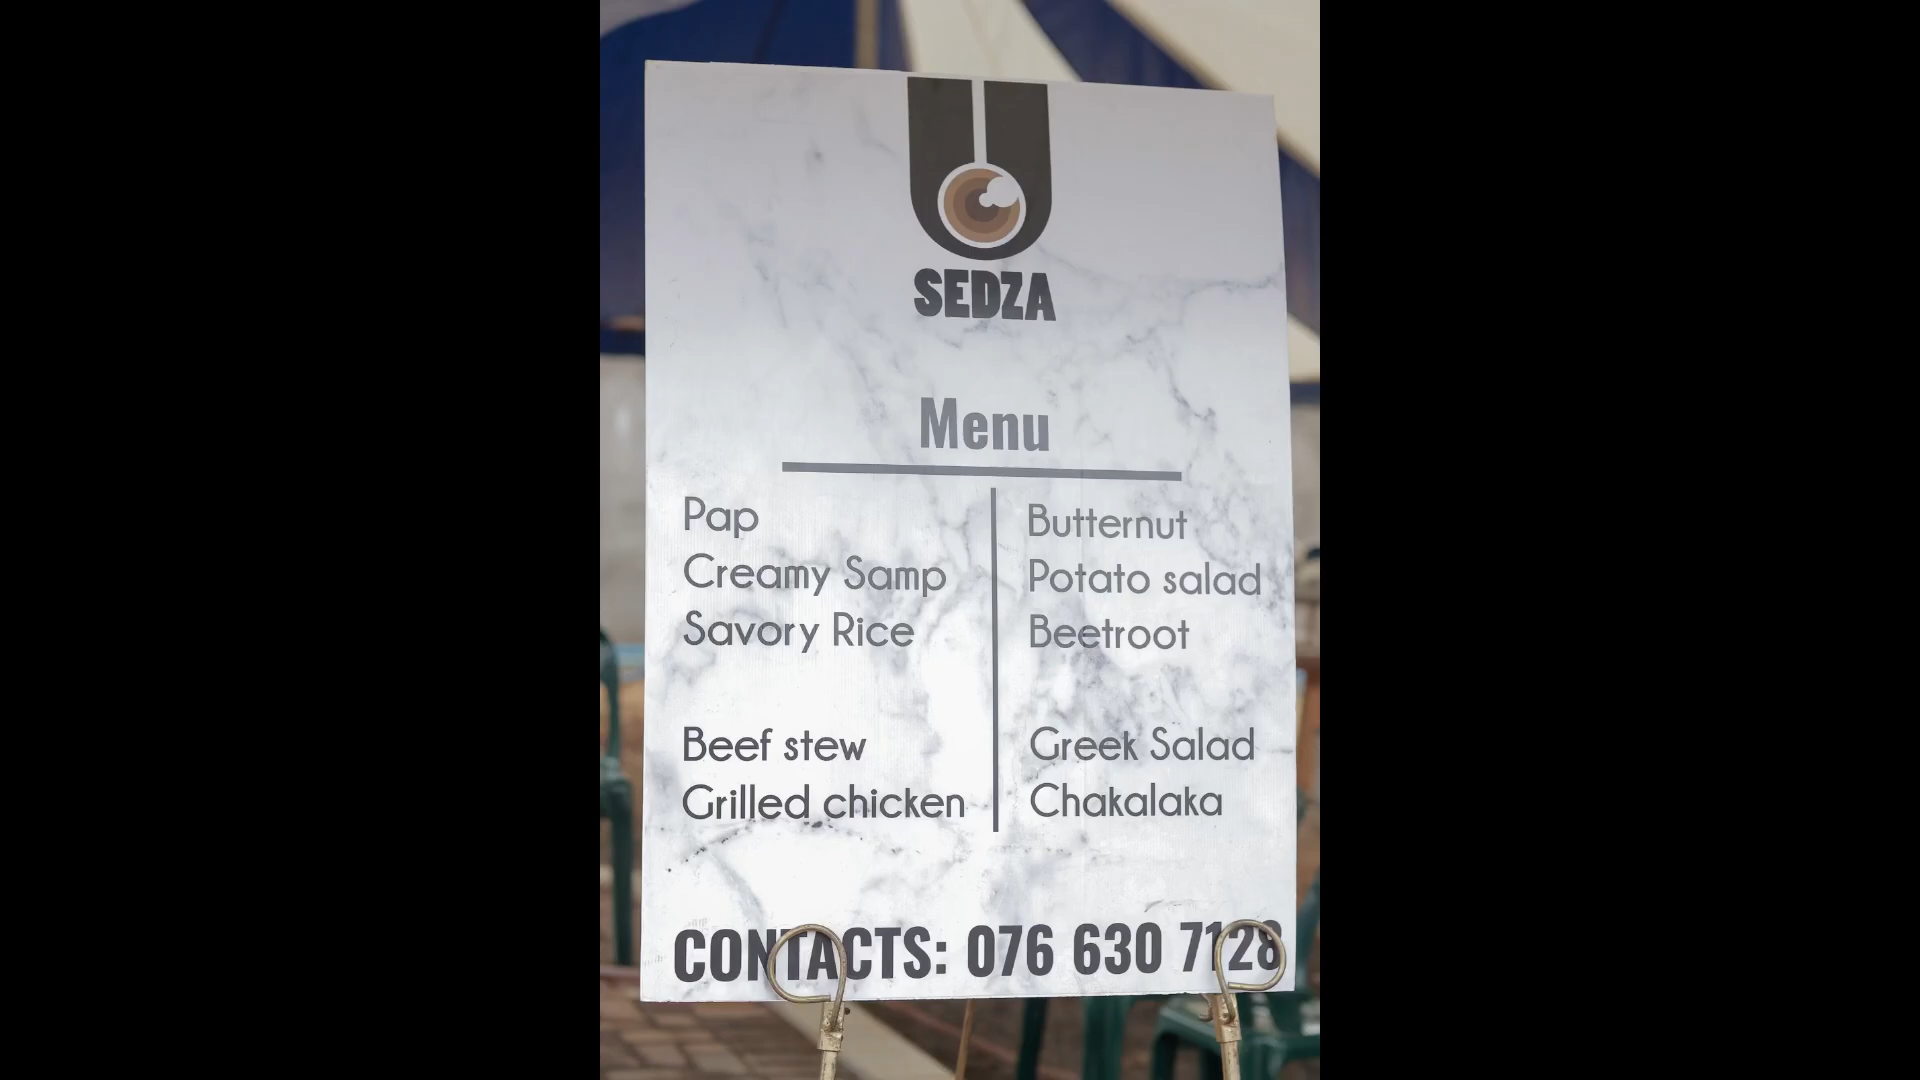 SEDZA
Menu
Pap
Creamy Samp
Savory Rice
Beef stew
Grilled chicken
Butternut
Potato salad
Beetroot
Greek Salad
Chakalaka
CONTACTS: 076 630 7128